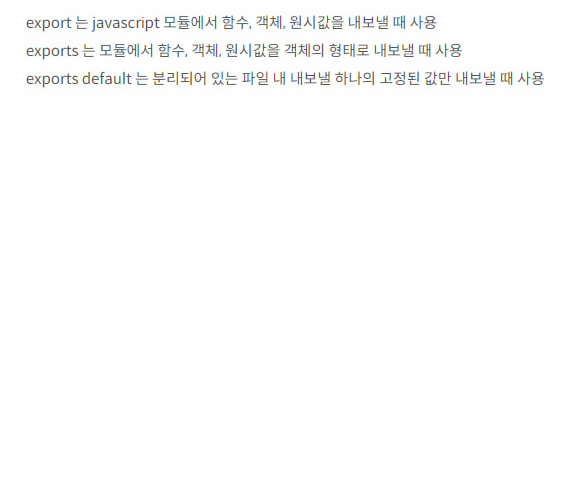 export 는 javascript 모듈에서 함수, 객체, 원시값을 내보낼 때 사용
exports 는 모듈에서 함수, 객체, 원시값을 객체의 형태로 내보낼 때 사용
exports default 는 분리되어 있는 파일 내 내보낼 하나의 고정된 값만 내보낼 때 사용